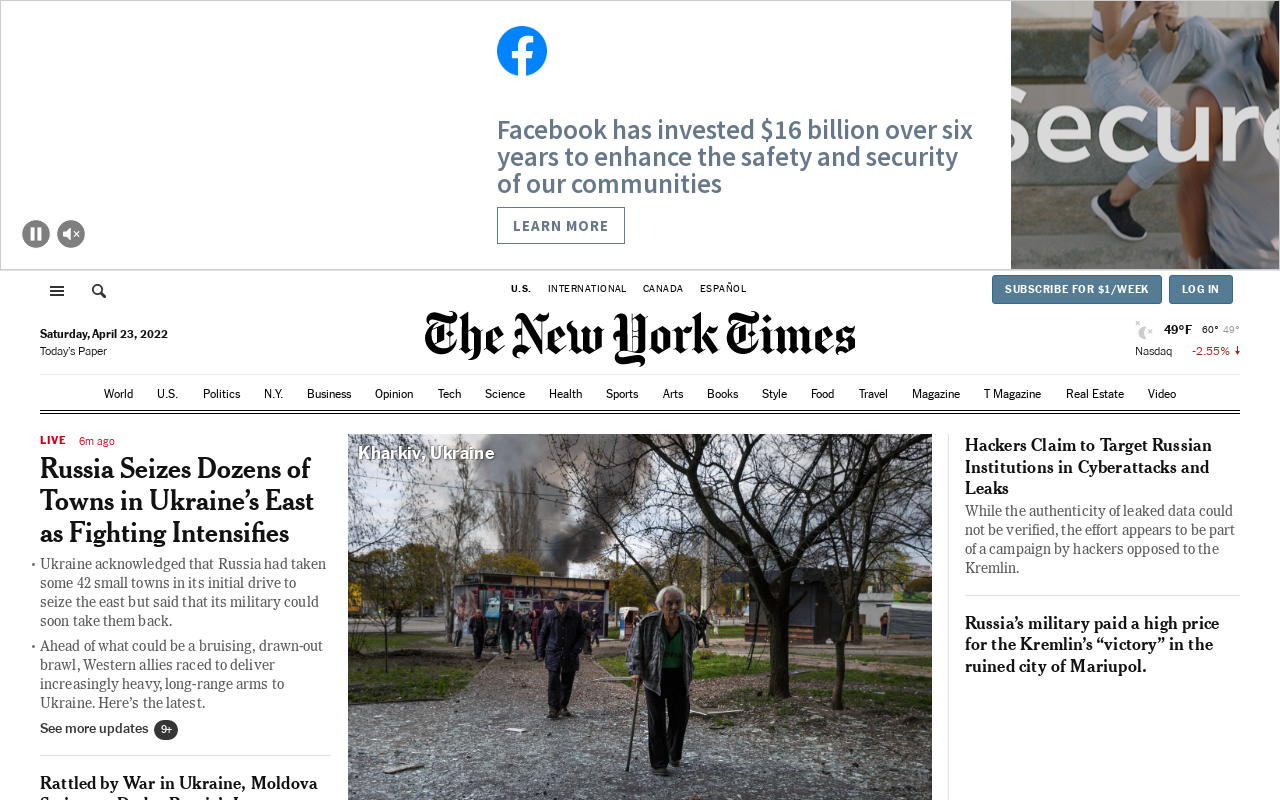 Facebook has invested $16 billion over six
years to enhance the safety and security
of our communities
LEARN MORE
Secure
U.S. INTERNATIONAL CANADA ESPAÑOL
SUBSCRIBE FOR $1/WEEK LOG IN
The New York Times
Saturday, April 23, 2022
Today's Paper
49°F 60° 49°
Nasdaq -2.55%
World U.S. Politics N.Y. Business Opinion Tech Science Health Sports Arts Books Style Food Travel Magazine T Magazine Real Estate Video
LIVE 6m ago
Russia Seizes Dozens of
Towns in Ukraine’s East
as Fighting Intensifies
• Ukraine acknowledged that Russia had taken
some 42 small towns in its initial drive to
seize the east but said that its military could
soon take them back.
• Ahead of what could be a bruising, drawn-out
brawl, Western allies raced to deliver
increasingly heavy, long-range arms to
Ukraine. Here’s the latest.
See more updates 9+
Rattled by War in Ukraine, Moldova
Kharkiv, Ukraine
Hackers Claim to Target Russian
Institutions in Cyberattacks and
Leaks
While the authenticity of leaked data could
not be verified, the effort appears to be part
of a campaign by hackers opposed to the
Kremlin.
Russia’s military paid a high price
for the Kremlin’s “victory” in the
ruined city of Mariupol.